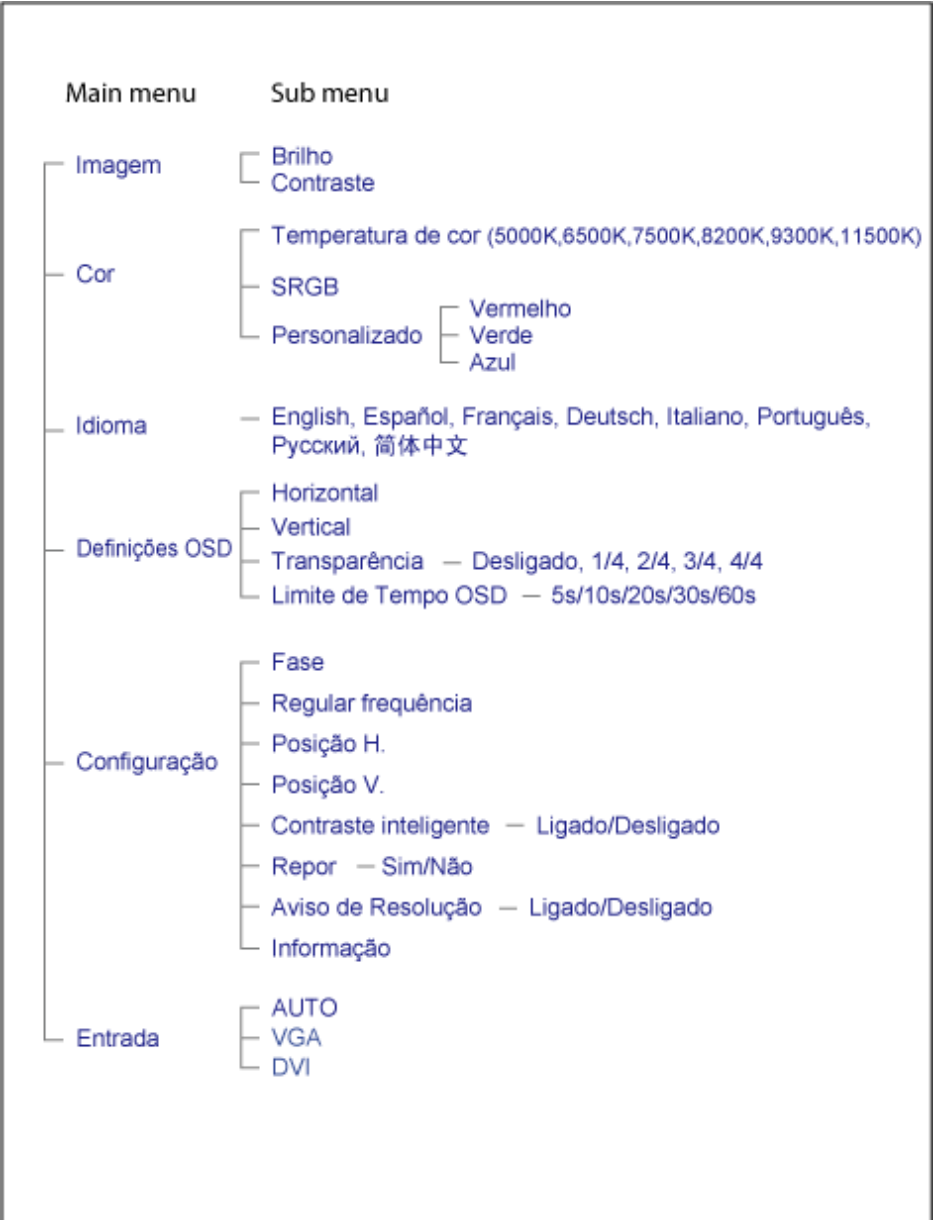 Main menu Sub menu
Imagem
Brilho
Contraste
Cor
Temperatura de cor (5000K,6500K,7500K,8200K,9300K,11500K)
SRGB
Personalizado
Vermelho
Verde
Azul
Idioma
English, Español, Français, Deutsch, Italiano, Português,
Русский, 简体中文
Definições OSD
Horizontal
Vertical
Transparência — Desligado, 1/4, 2/4, 3/4, 4/4
Limite de Tempo OSD — 5s/10s/20s/30s/60s
Configuração
Fase
Regular frequência
Posição H.
Posição V.
Contraste inteligente — Ligado/Desligado
Repor — Sim/Não
Aviso de Resolução — Ligado/Desligado
Informação
Entrada
AUTO
VGA
DVI